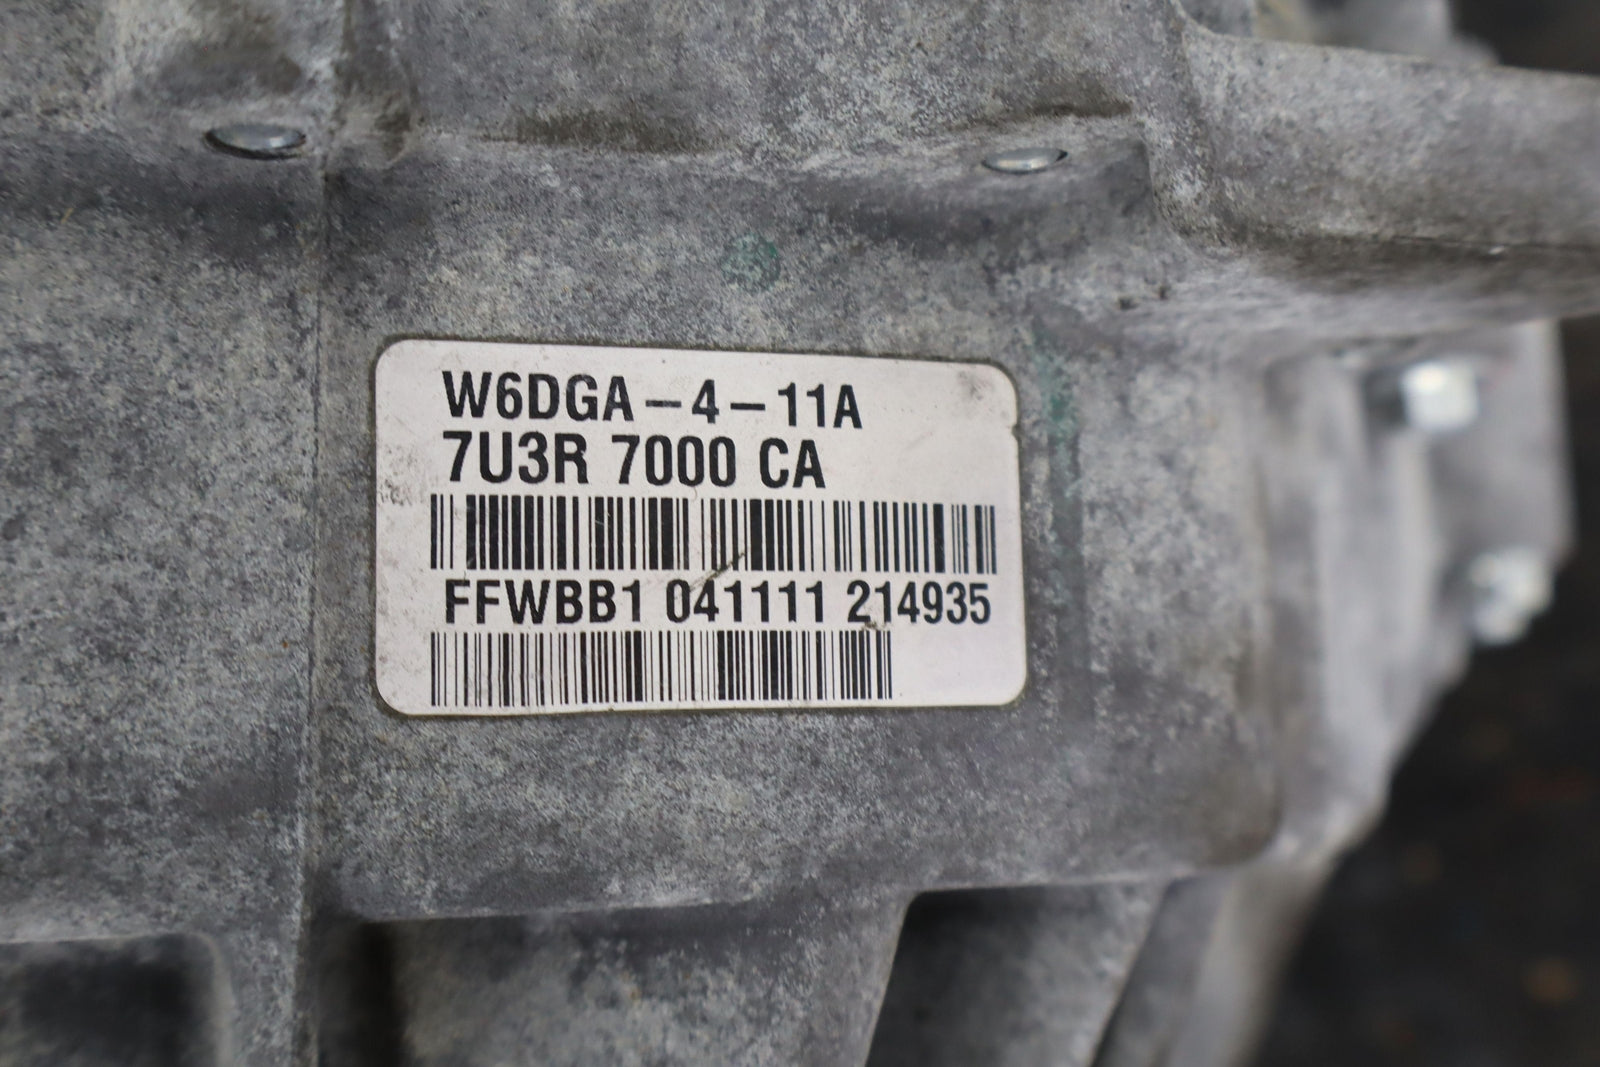 W6DGA-4-11A
7U3R 7000 CA
FFWBB1 041111 214935